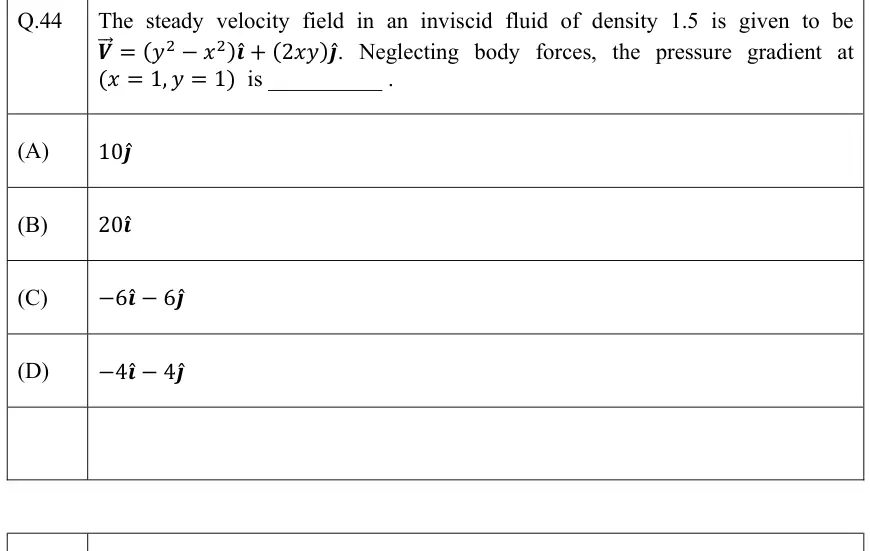 Q.44 The steady velocity field in an inviscid fluid of density 1.5 is given to be
V⃗ = (y² − x²)î + (2xy)ĵ. Neglecting body forces, the pressure gradient at
(x = 1, y = 1) is __________ .
(A) 10ĵ
(B) 20î
(C) −6î − 6ĵ
(D) −4î − 4ĵ